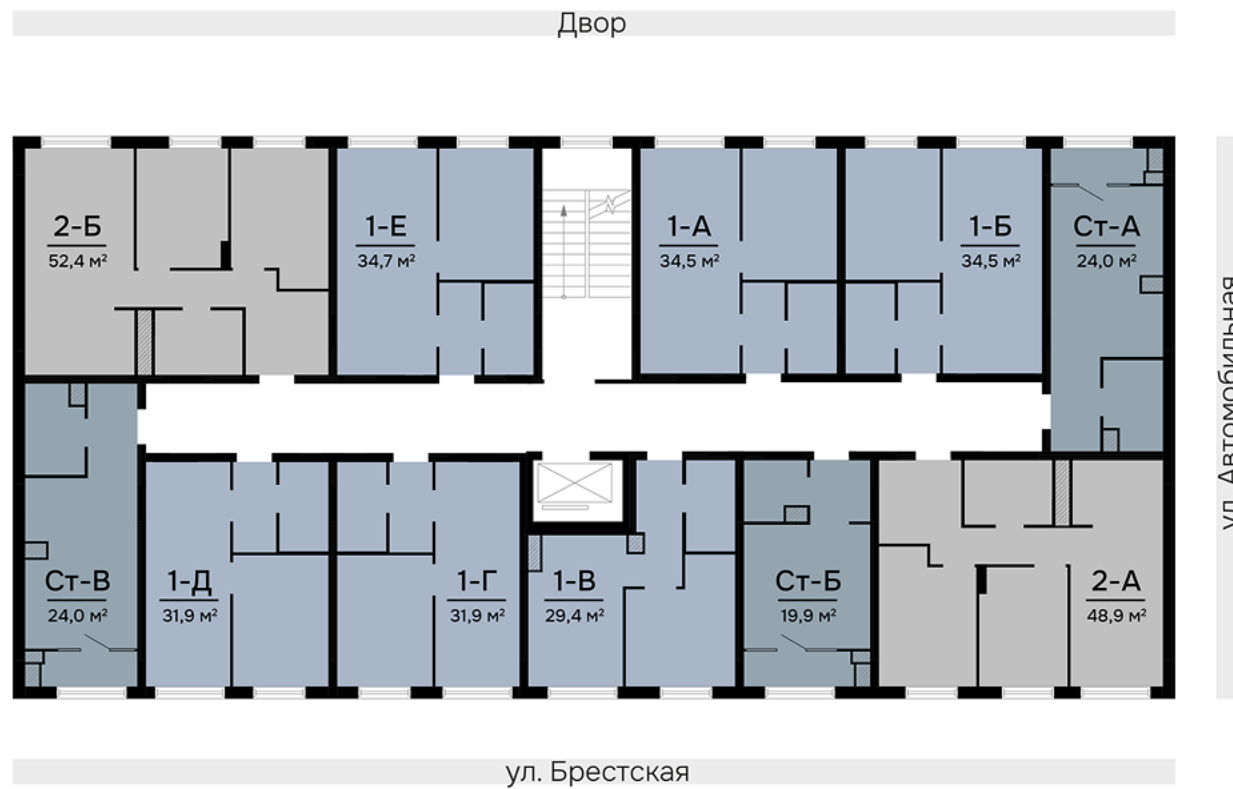 Двор
2-Б
52,4 м²
1-Е
34,7 м²
1-А
34,5 м²
1-Б
34,5 м²
Ст-А
24,0 м²
ул. Автомобильная
Ст-В
24,0 м²
1-Д
31,9 м²
1-Г
31,9 м²
1-В
29,4 м²
Ст-Б
19,9 м²
2-А
48,9 м²
ул. Брестская